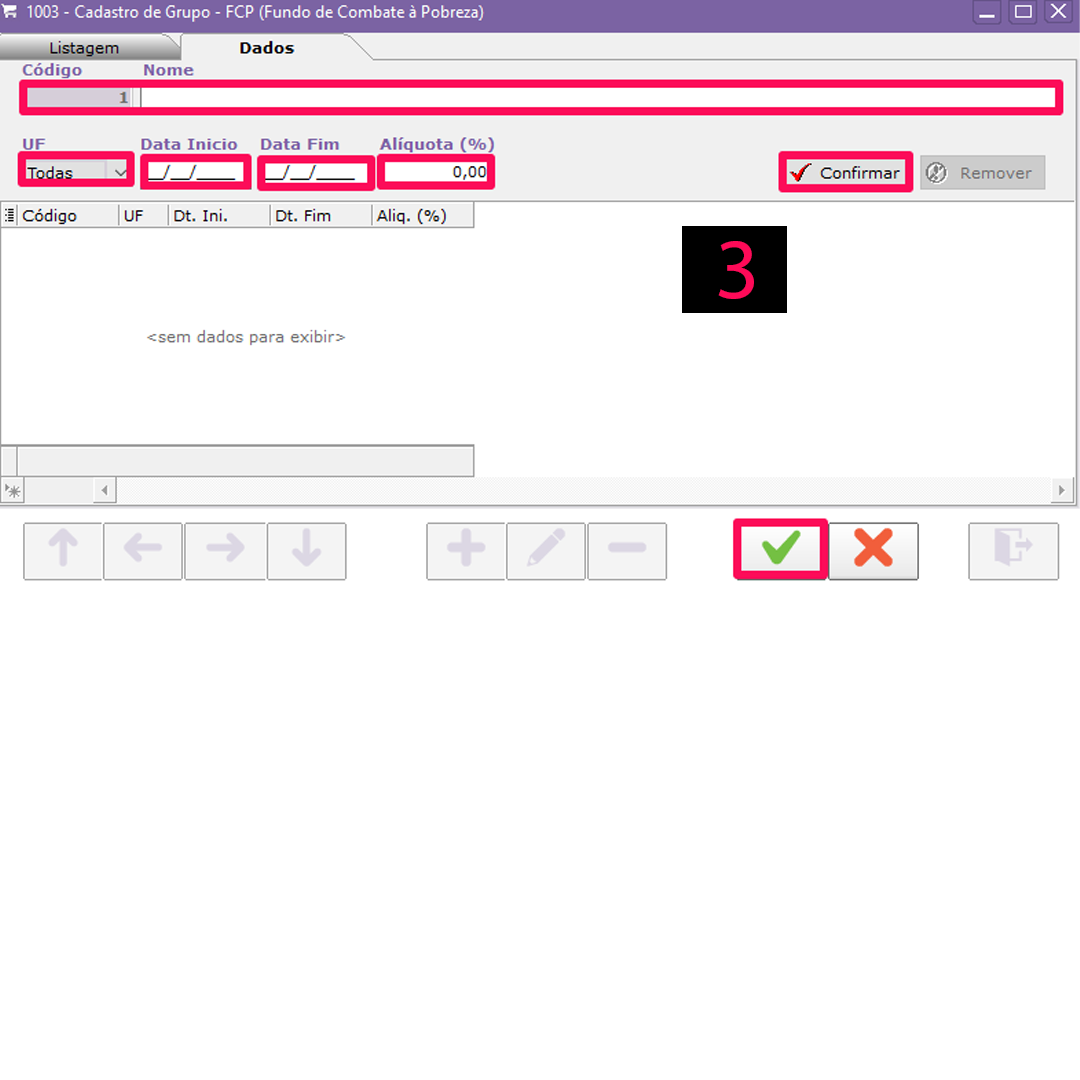 1003 - Cadastro de Grupo - FCP (Fundo de Combate à Pobreza)
Listagem Dados
Código Nome
1
UF Data Inicio Data Fim Alíquota (%)
Todas __/__/____ __/__/____ 0,00 Confirmar Remover
Código UF Dt. Ini. Dt. Fim Aliq. (%)
3
<sem dados para exibir>